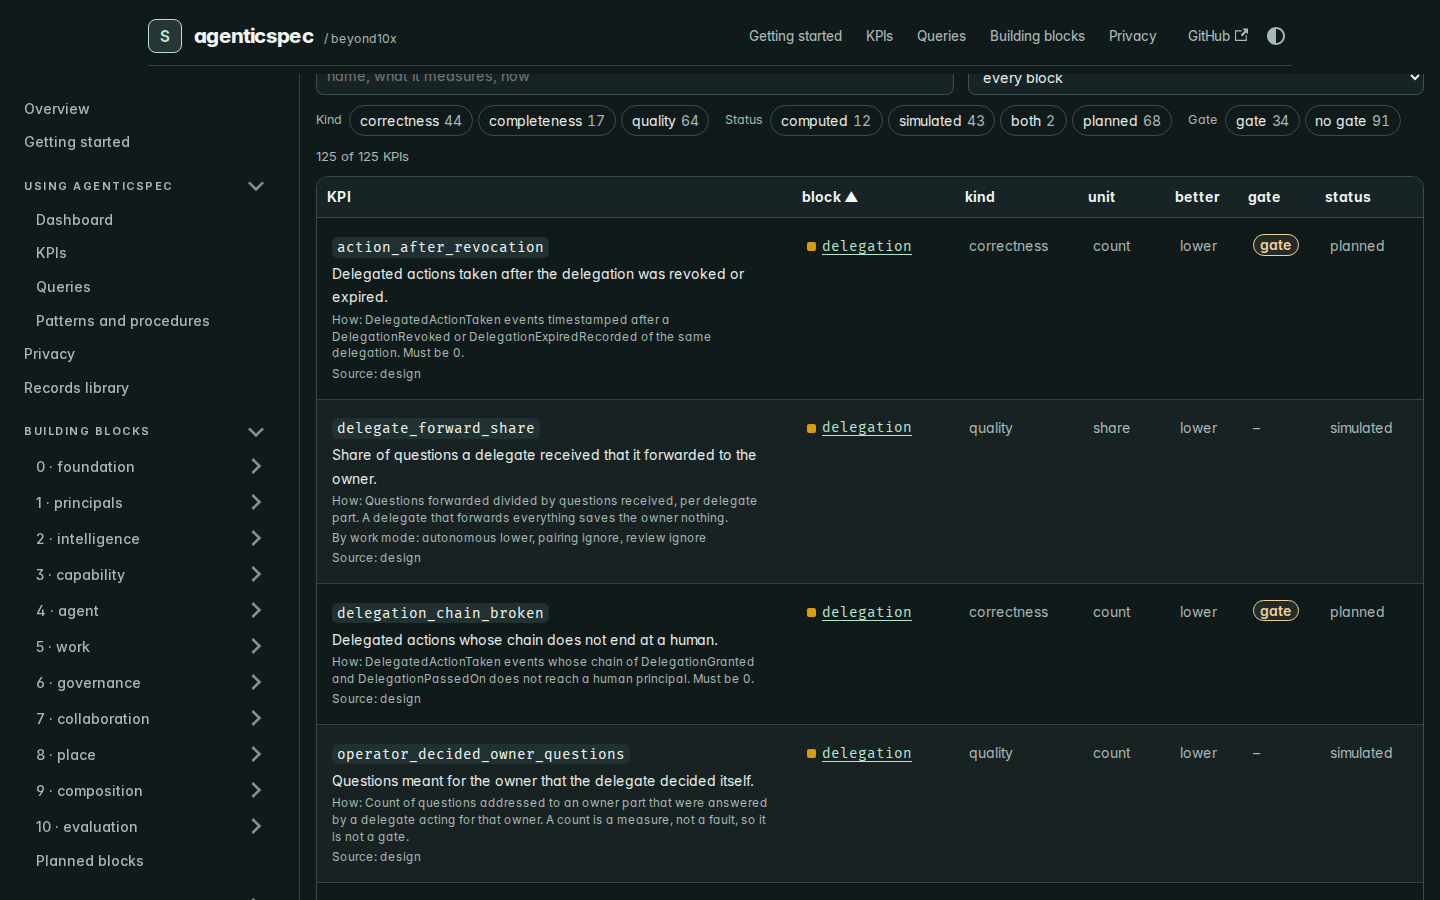 S agenticspec / beyond10x Getting started KPIs Queries Building blocks Privacy GitHub
Overview
Getting started
USING AGENTICSPEC
Dashboard
KPIs
Queries
Patterns and procedures
Privacy
Records library
BUILDING BLOCKS
0 · foundation
1 · principals
2 · intelligence
3 · capability
4 · agent
5 · work
6 · governance
7 · collaboration
8 · place
9 · composition
10 · evaluation
Planned blocks
name, what it measures, how every block
Kind correctness 44 completeness 17 quality 64 Status computed 12 simulated 43 both 2 planned 68 Gate gate 34 no gate 91
125 of 125 KPIs
KPI block ▲ kind unit better gate status
action_after_revocation delegation correctness count lower gate planned
Delegated actions taken after the delegation was revoked or
expired.
How: DelegatedActionTaken events timestamped after a
DelegationRevoked or DelegationExpiredRecorded of the same
delegation. Must be 0.
Source: design
delegate_forward_share delegation quality share lower – simulated
Share of questions a delegate received that it forwarded to the
owner.
How: Questions forwarded divided by questions received, per delegate
part. A delegate that forwards everything saves the owner nothing.
By work mode: autonomous lower, pairing ignore, review ignore
Source: design
delegation_chain_broken delegation correctness count lower gate planned
Delegated actions whose chain does not end at a human.
How: DelegatedActionTaken events whose chain of DelegationGranted
and DelegationPassedOn does not reach a human principal. Must be 0.
Source: design
operator_decided_owner_questions delegation quality count lower – simulated
Questions meant for the owner that the delegate decided itself.
How: Count of questions addressed to an owner part that were answered
by a delegate acting for that owner. A count is a measure, not a fault, so it
is not a gate.
Source: design